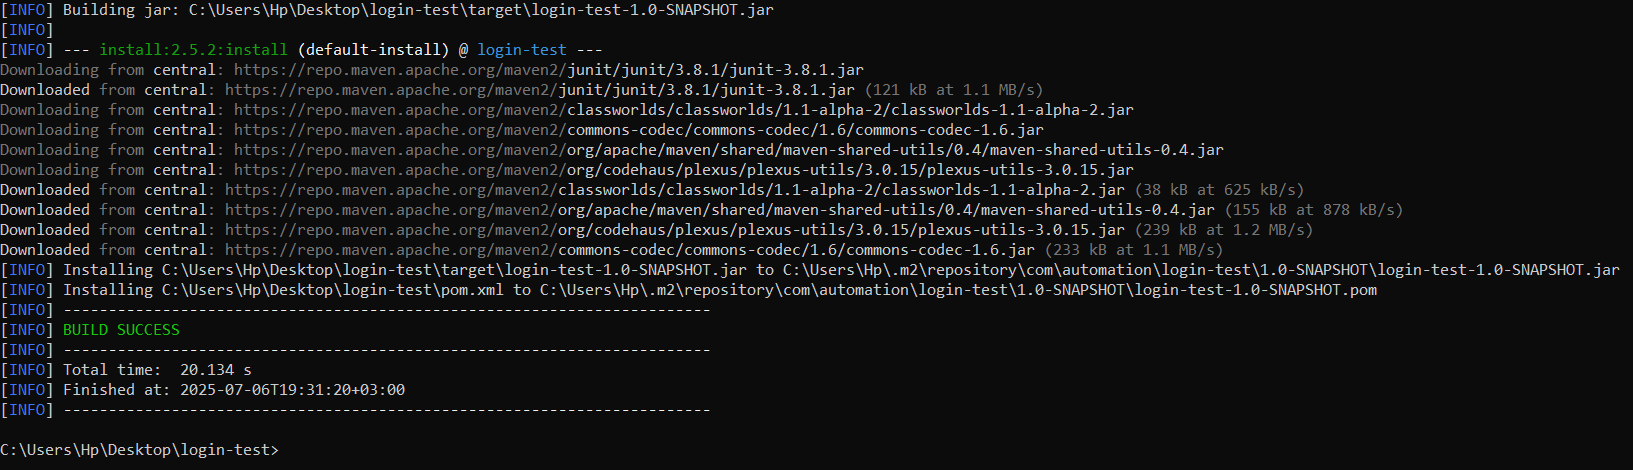 [INFO] Building jar: C:\Users\Hp\Desktop\login-test\target\login-test-1.0-SNAPSHOT.jar
[INFO]
[INFO] --- install:2.5.2:install (default-install) @ login-test ---
Downloading from central: https://repo.maven.apache.org/maven2/junit/junit/3.8.1/junit-3.8.1.jar
Downloaded from central: https://repo.maven.apache.org/maven2/junit/junit/3.8.1/junit-3.8.1.jar (121 kB at 1.1 MB/s)
Downloading from central: https://repo.maven.apache.org/maven2/classworlds/classworlds/1.1-alpha-2/classworlds-1.1-alpha-2.jar
Downloading from central: https://repo.maven.apache.org/maven2/commons-codec/commons-codec/1.6/commons-codec-1.6.jar
Downloading from central: https://repo.maven.apache.org/maven2/org/apache/maven/shared/maven-shared-utils/0.4/maven-shared-utils-0.4.jar
Downloading from central: https://repo.maven.apache.org/maven2/org/codehaus/plexus/plexus-utils/3.0.15/plexus-utils-3.0.15.jar
Downloaded from central: https://repo.maven.apache.org/maven2/classworlds/classworlds/1.1-alpha-2/classworlds-1.1-alpha-2.jar (38 kB at 625 kB/s)
Downloaded from central: https://repo.maven.apache.org/maven2/org/apache/maven/shared/maven-shared-utils/0.4/maven-shared-utils-0.4.jar (155 kB at 878 kB/s)
Downloaded from central: https://repo.maven.apache.org/maven2/org/codehaus/plexus/plexus-utils/3.0.15/plexus-utils-3.0.15.jar (239 kB at 1.2 MB/s)
Downloaded from central: https://repo.maven.apache.org/maven2/commons-codec/commons-codec/1.6/commons-codec-1.6.jar (233 kB at 1.1 MB/s)
[INFO] Installing C:\Users\Hp\Desktop\login-test\target\login-test-1.0-SNAPSHOT.jar to C:\Users\Hp\.m2\repository\com\automation\login-test\1.0-SNAPSHOT\login-test-1.0-SNAPSHOT.jar
[INFO] Installing C:\Users\Hp\Desktop\login-test\pom.xml to C:\Users\Hp\.m2\repository\com\automation\login-test\1.0-SNAPSHOT\login-test-1.0-SNAPSHOT.pom
[INFO] ------------------------------------------------------------------------
[INFO] BUILD SUCCESS
[INFO] ------------------------------------------------------------------------
[INFO] Total time:  20.134 s
[INFO] Finished at: 2025-07-06T19:31:20+03:00
[INFO] ------------------------------------------------------------------------
C:\Users\Hp\Desktop\login-test>